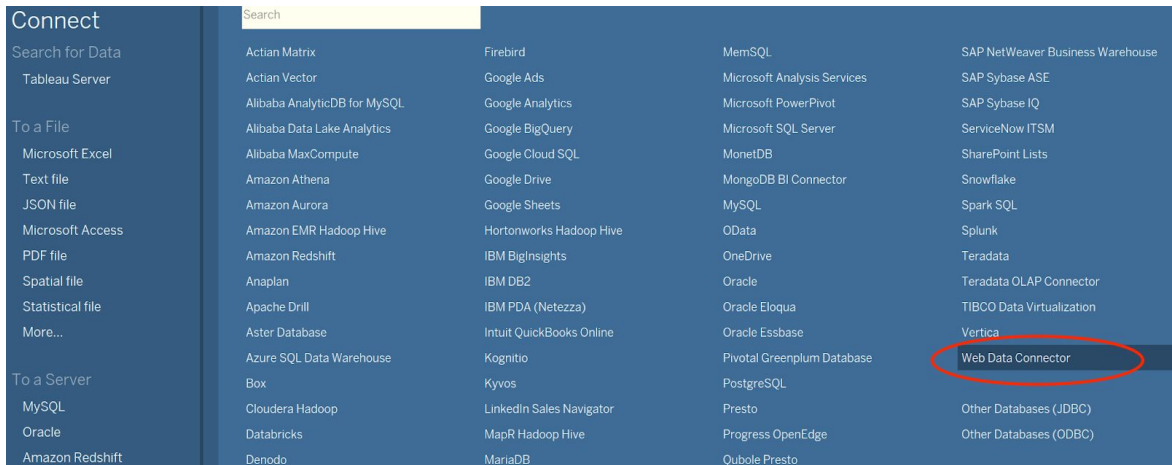 Connect
Search for Data
Tableau Server
To a File
Microsoft Excel
Text file
JSON file
Microsoft Access
PDF file
Spatial file
Statistical file
More...
To a Server
MySQL
Oracle
Amazon Redshift
Search
Actian Matrix
Actian Vector
Alibaba AnalyticDB for MySQL
Alibaba Data Lake Analytics
Alibaba MaxCompute
Amazon Athena
Amazon Aurora
Amazon EMR Hadoop Hive
Amazon Redshift
Anaplan
Apache Drill
Aster Database
Azure SQL Data Warehouse
Box
Cloudera Hadoop
Databricks
Denodo
Firebird
Google Ads
Google Analytics
Google BigQuery
Google Cloud SQL
Google Drive
Google Sheets
Hortonworks Hadoop Hive
IBM BigInsights
IBM DB2
IBM PDA (Netezza)
Intuit QuickBooks Online
Kognitio
Kyvos
LinkedIn Sales Navigator
MapR Hadoop Hive
MariaDB
MemSQL
Microsoft Analysis Services
Microsoft PowerPivot
Microsoft SQL Server
MonetDB
MongoDB BI Connector
MySQL
OData
OneDrive
Oracle
Oracle Eloqua
Oracle Essbase
Pivotal Greenplum Database
PostgreSQL
Presto
Progress OpenEdge
Qubole Presto
SAP NetWeaver Business Warehouse
SAP Sybase ASE
SAP Sybase IQ
ServiceNow ITSM
SharePoint Lists
Snowflake
Spark SQL
Splunk
Teradata
Teradata OLAP Connector
TIBCO Data Virtualization
Vertica
Web Data Connector
Other Databases (JDBC)
Other Databases (ODBC)